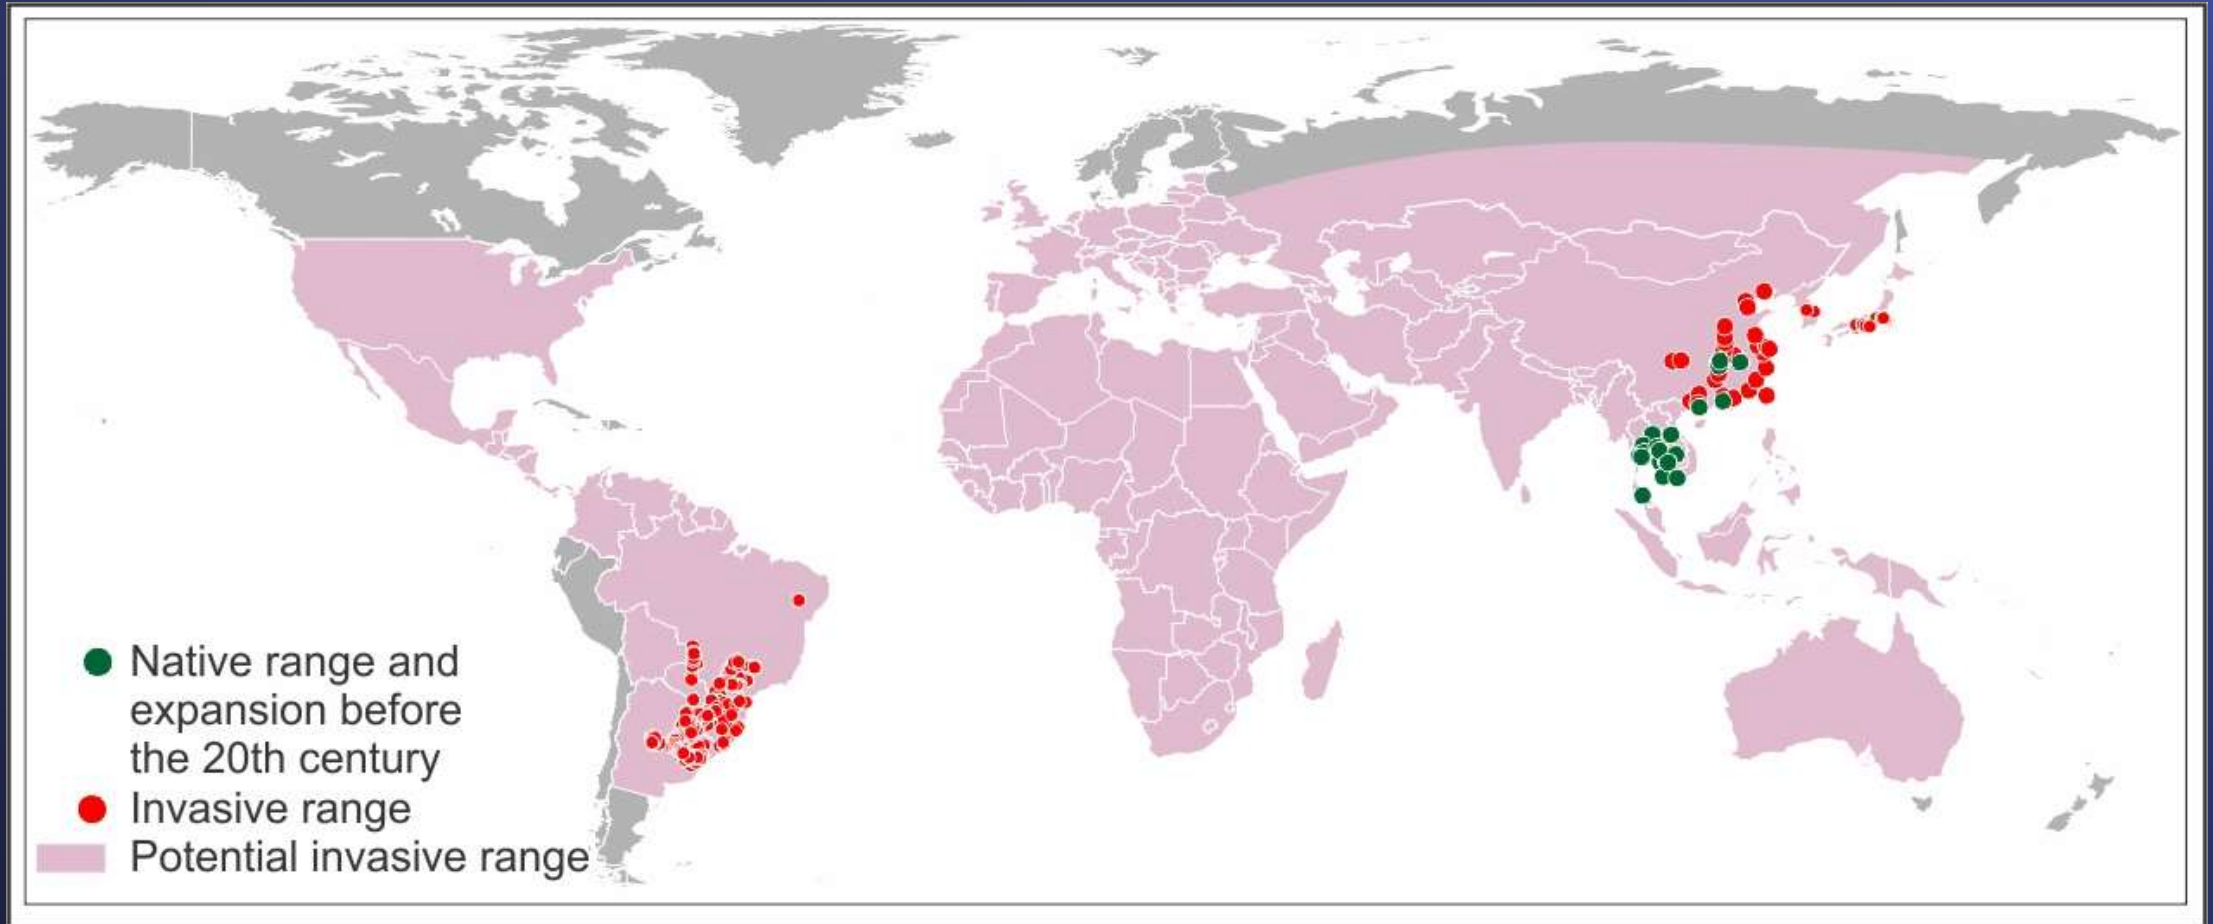 Native range and
expansion before
the 20th century
Invasive range
Potential invasive range